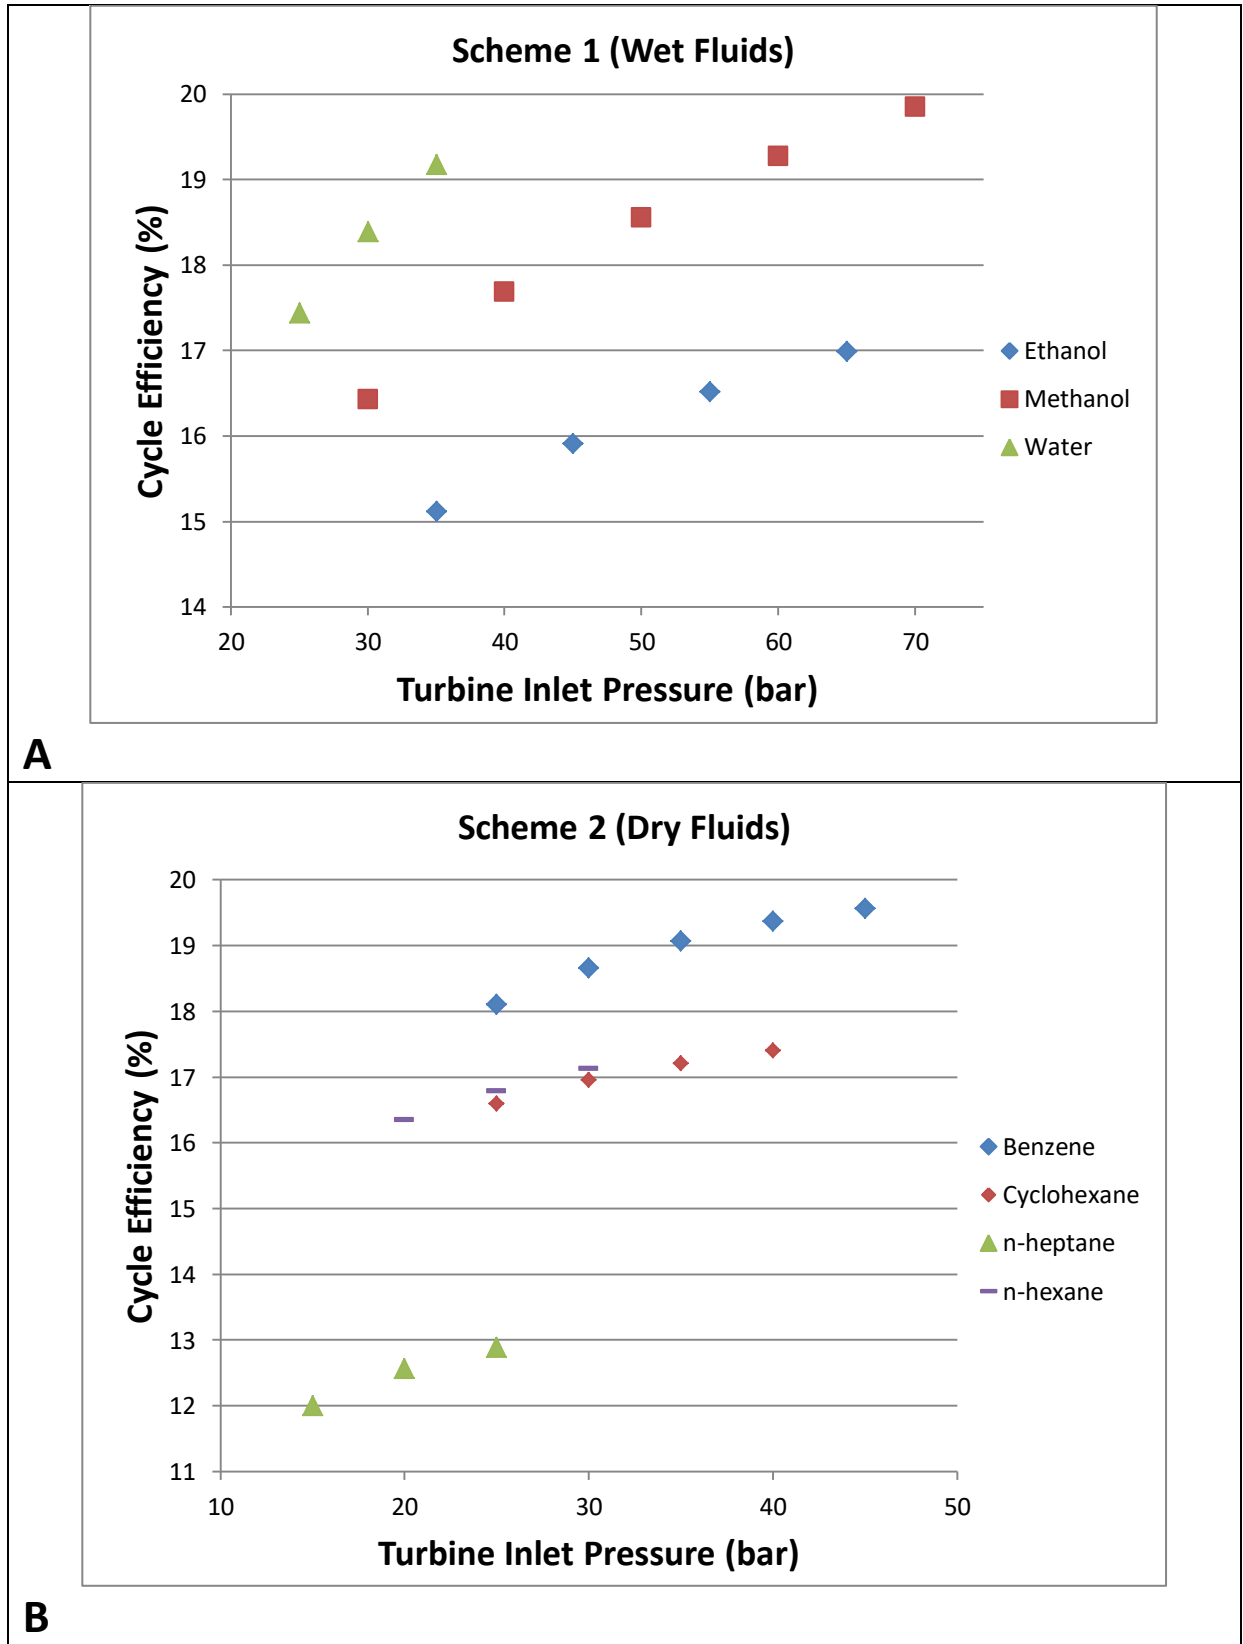 Scheme 1 (Wet Fluids)
20
19
18
17
16
15
14
Cycle Efficiency (%)
20 30 40 50 60 70
Turbine Inlet Pressure (bar)
Ethanol
Methanol
Water
A
Scheme 2 (Dry Fluids)
20
19
18
17
16
15
14
13
12
11
Cycle Efficiency (%)
10 20 30 40 50
Turbine Inlet Pressure (bar)
Benzene
Cyclohexane
n-heptane
n-hexane
B